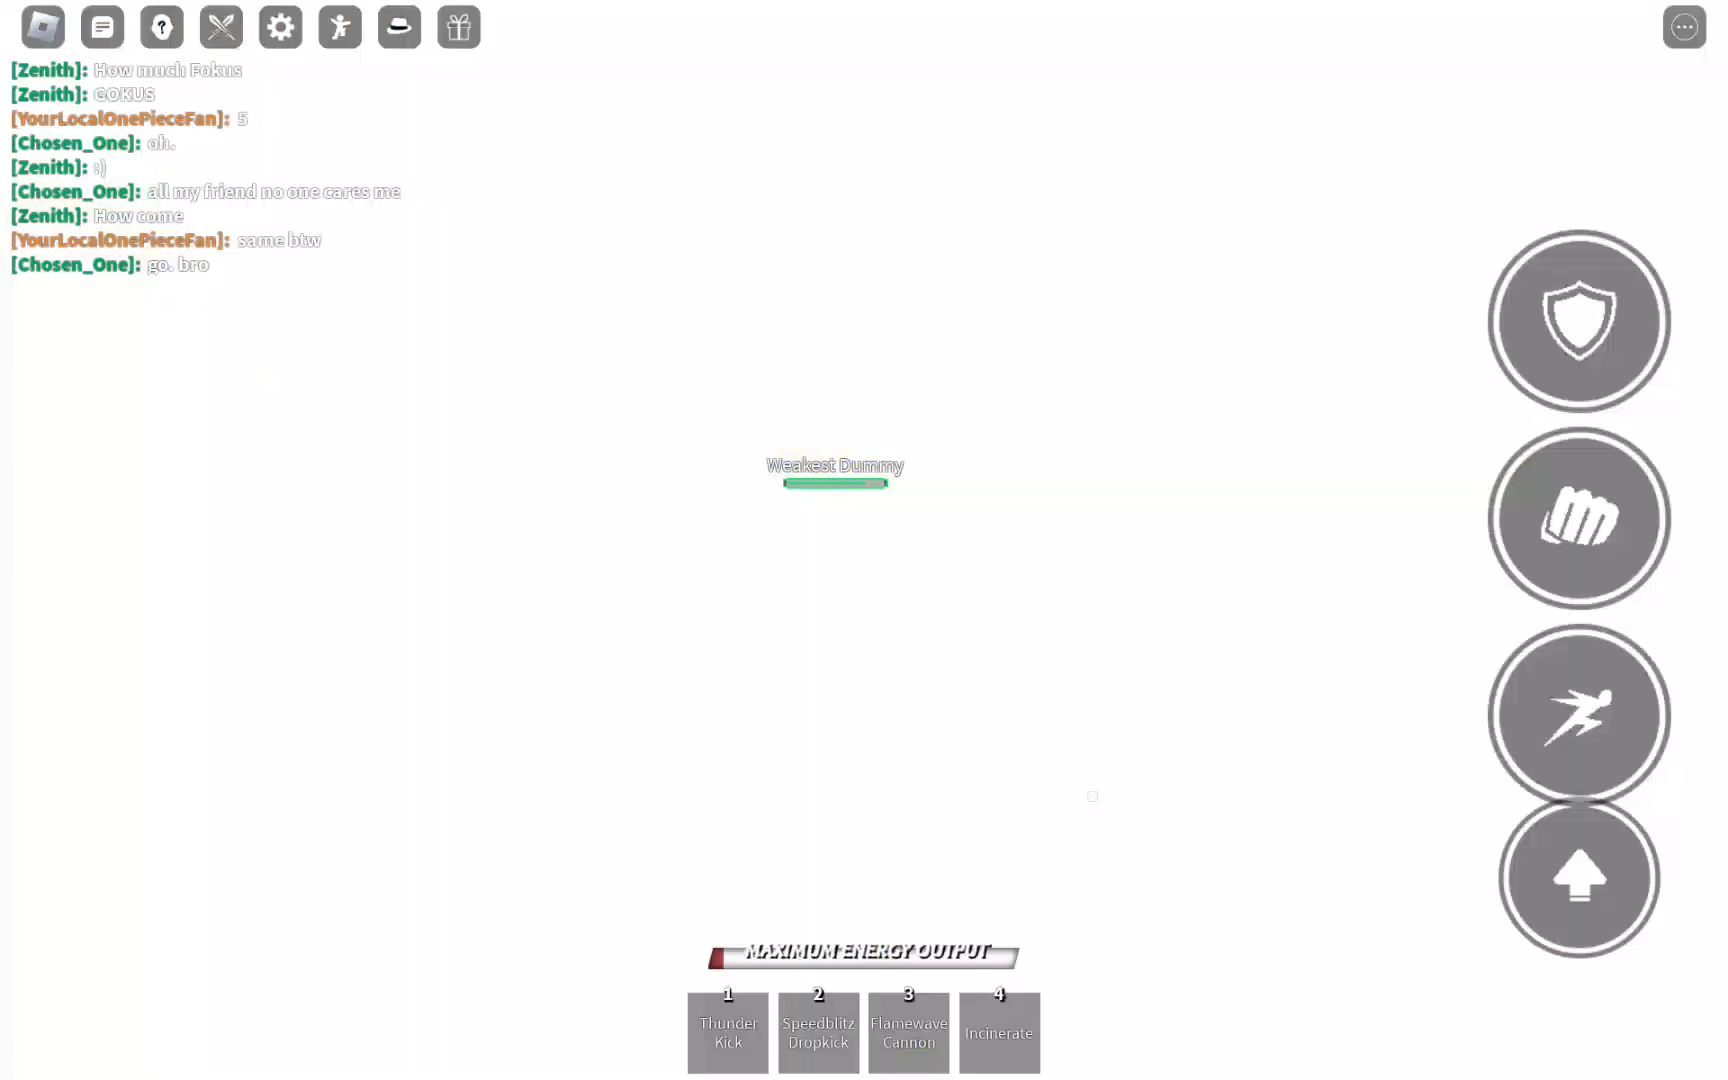 [Zenith]: How much Fokus
[Zenith]: GOKUS
[YourLocalOnePieceFan]: 5
[Chosen_One]: oh.
[Zenith]: :)
[Chosen_One]: all my friend no one cares me
[Zenith]: How come
[YourLocalOnePieceFan]: same btw
[Chosen_One]: go. bro
Weakest Dummy
MAXIMUM ENERGY OUTPUT
1 2 3 4
Thunder Kick
Speedblitz Dropkick
Flamewave Cannon
Incinerate